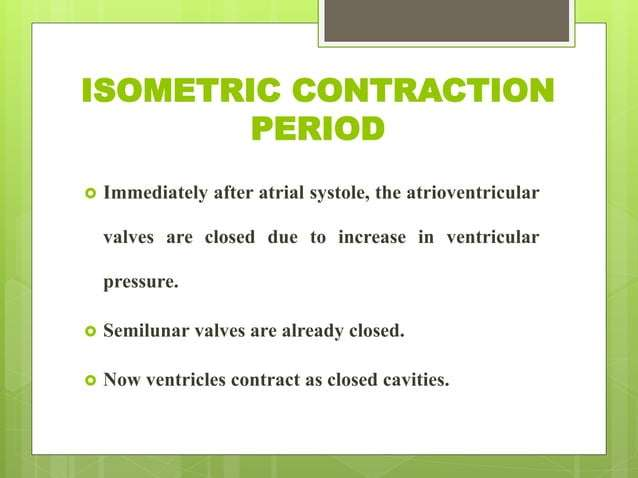 ISOMETRIC CONTRACTION
PERIOD
Immediately after atrial systole, the atrioventricular
valves are closed due to increase in ventricular
pressure.
Semilunar valves are already closed.
Now ventricles contract as closed cavities.